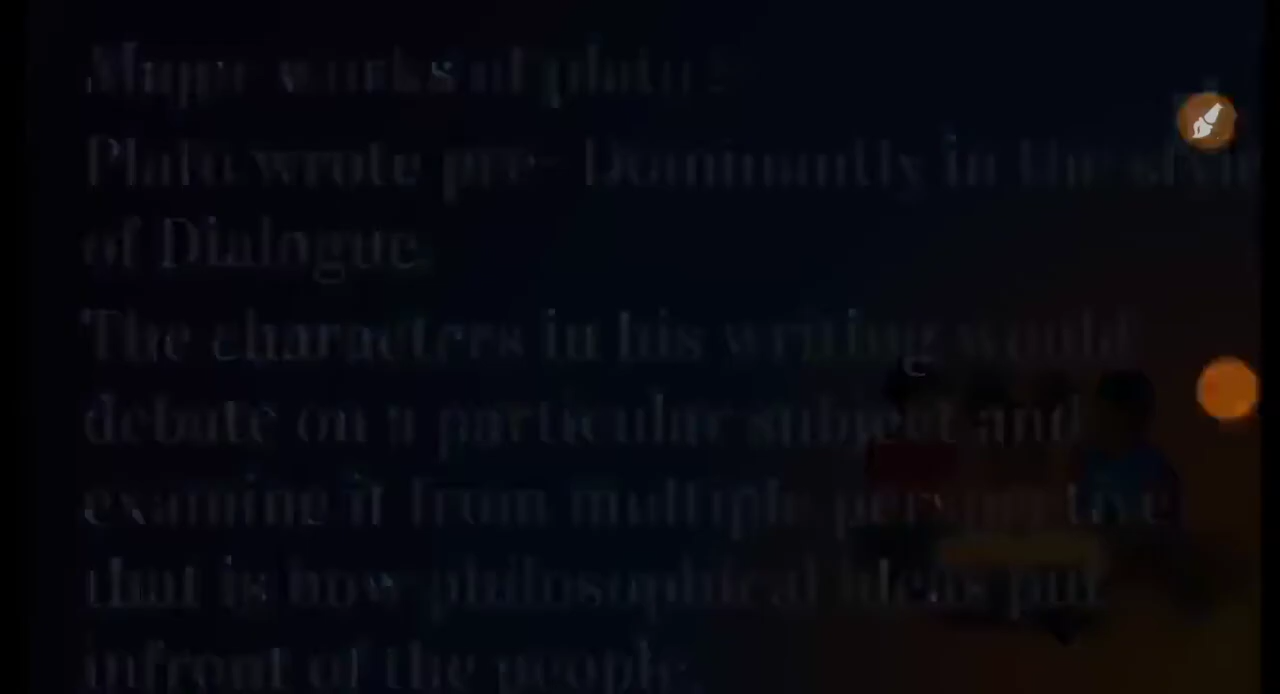 Major works of plato :-
Plato wrote pre- Dominantly in the style
of Dialogue.
The characters in his writing would
debate on a particular subject and
examing it from multiple perspective
that is how philosophical ideas put
infront of the people.